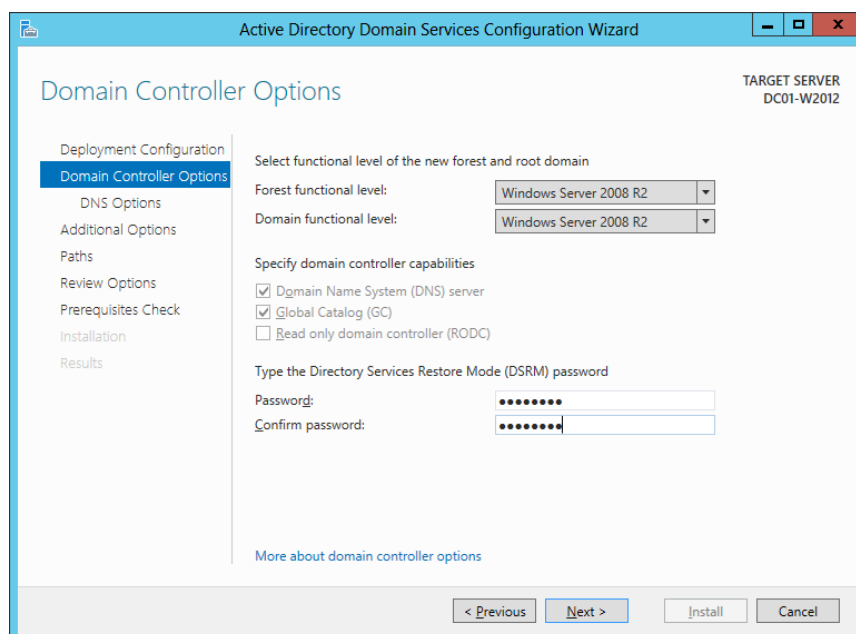 Active Directory Domain Services Configuration Wizard
Domain Controller Options
TARGET SERVER
DC01-W2012
Deployment Configuration
Domain Controller Options
DNS Options
Additional Options
Paths
Review Options
Prerequisites Check
Installation
Results
Select functional level of the new forest and root domain
Forest functional level: Windows Server 2008 R2
Domain functional level: Windows Server 2008 R2
Specify domain controller capabilities
Domain Name System (DNS) server
Global Catalog (GC)
Read only domain controller (RODC)
Type the Directory Services Restore Mode (DSRM) password
Password: ●●●●●●●●
Confirm password: ●●●●●●●●
More about domain controller options
< Previous Next > Install Cancel